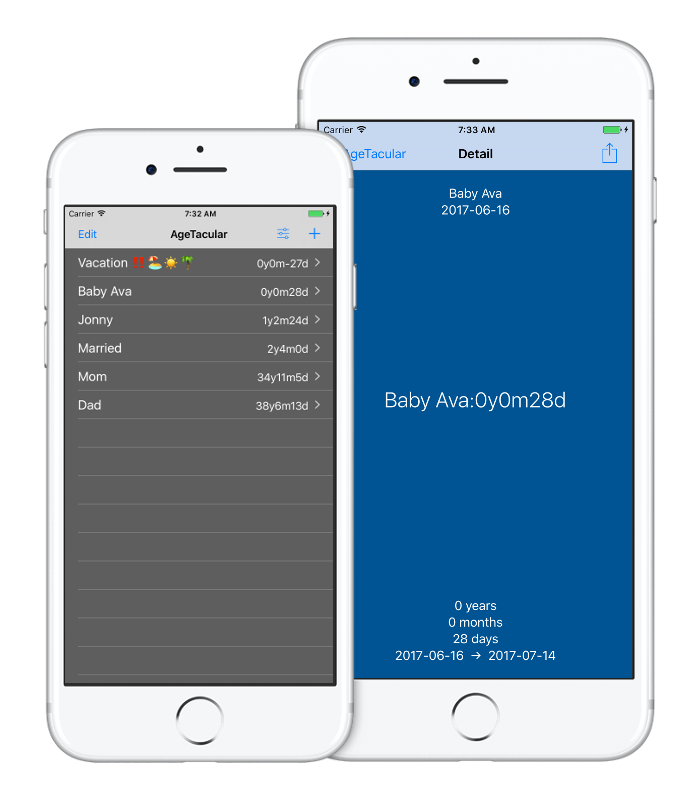 Carrier 7:32 AM
Edit AgeTacular
Vacation ‼️🏖☀️🌴 0y0m-27d
Baby Ava 0y0m28d
Jonny 1y2m24d
Married 2y4m0d
Mom 34y11m5d
Dad 38y6m13d
Carrier 7:33 AM
geTacular Detail
Baby Ava
2017-06-16
Baby Ava:0y0m28d
0 years
0 months
28 days
2017-06-16 → 2017-07-14